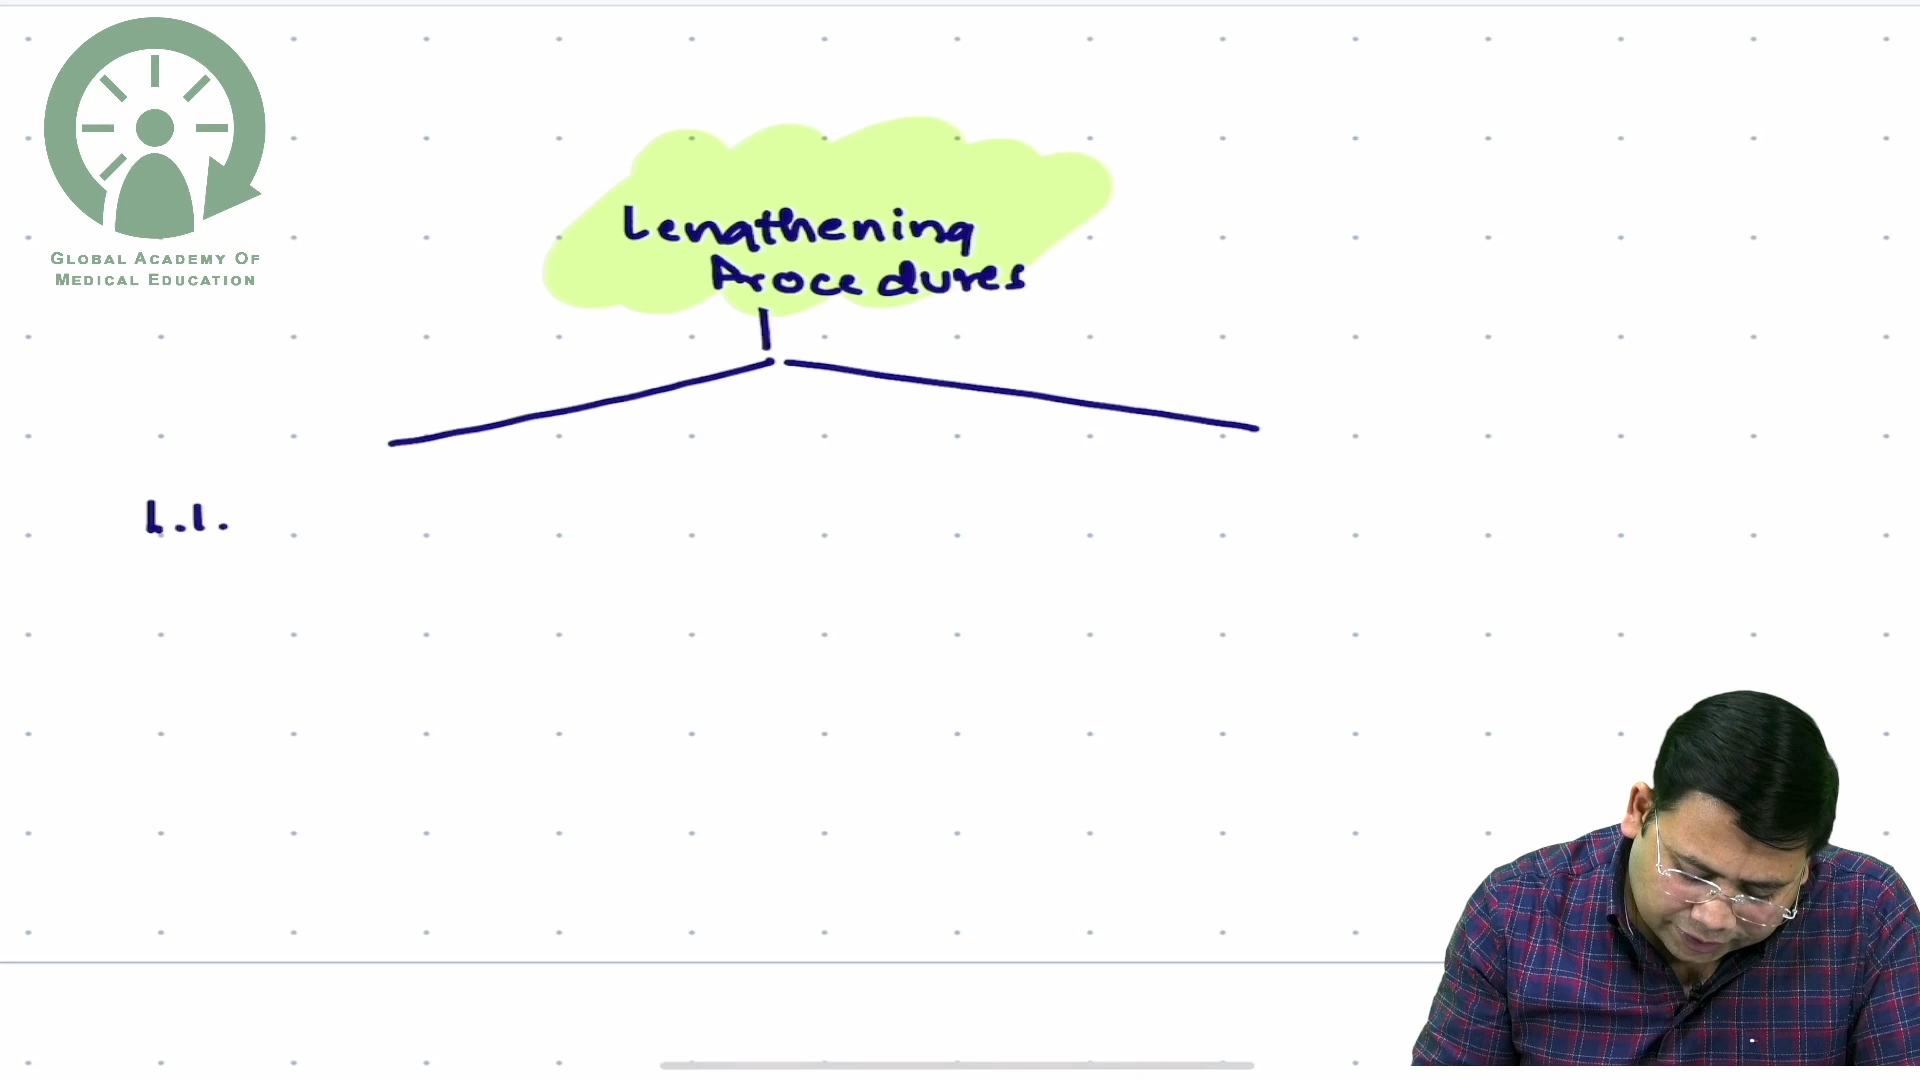 GLOBAL ACADEMY OF
MEDICAL EDUCATION
Lengthening
Procedures
L.L.